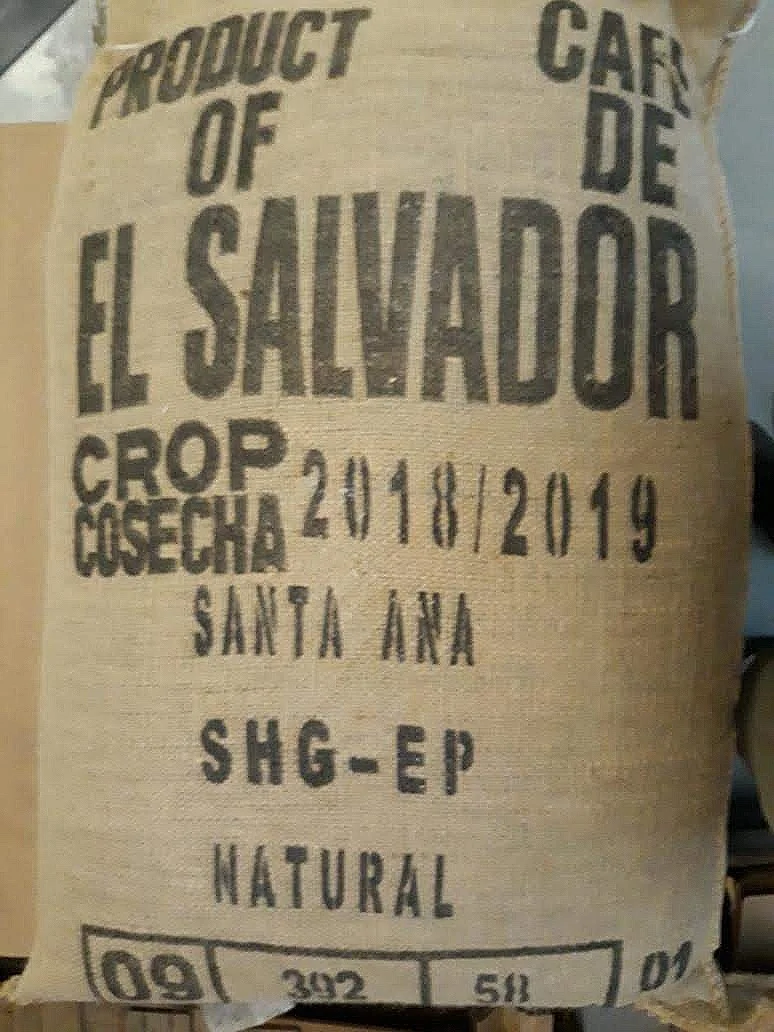 PRODUCT CAFE
OF DE
EL SALVADOR
CROP
COSECHA 2018/2019
SANTA ANA
SHG-EP
NATURAL
09 392 58 01